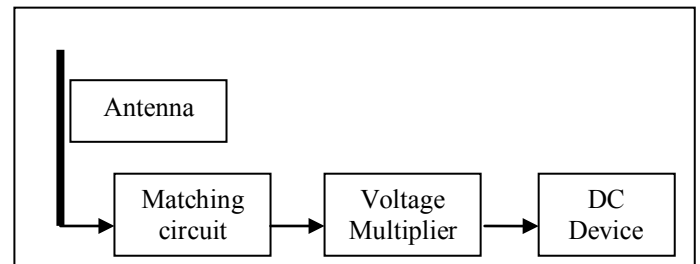 Antenna
Matching
circuit
Voltage
Multiplier
DC
Device